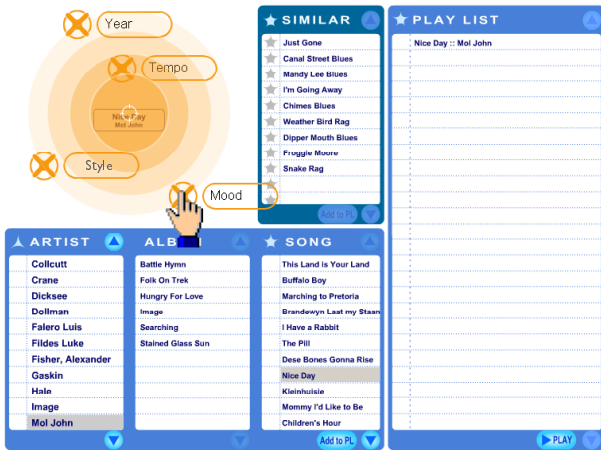 Year
Tempo
Nice Day
Mol John
Style
Mood
SIMILAR
Just Gone
Canal Street Blues
Mandy Lee Blues
I'm Going Away
Chimes Blues
Weather Bird Rag
Dipper Mouth Blues
Froggie Moore
Snake Rag
Add to PL
PLAY LIST
Nice Day :: Mol John
PLAY
ARTIST
Collcutt
Crane
Dicksee
Dollman
Falero Luis
Fildes Luke
Fisher, Alexander
Gaskin
Hale
Image
Mol John
Battle Hymn
Folk On Trek
Hungry For Love
Image
Searching
Stained Glass Sun
SONG
This Land is Your Land
Buffalo Boy
Marching to Pretoria
Brandewyn Laat my Staan
I Have a Rabbit
The Pill
Dese Bones Gonna Rise
Nice Day
Kleinhuisie
Mommy I'd Like to Be
Children's Hour
Add to PL